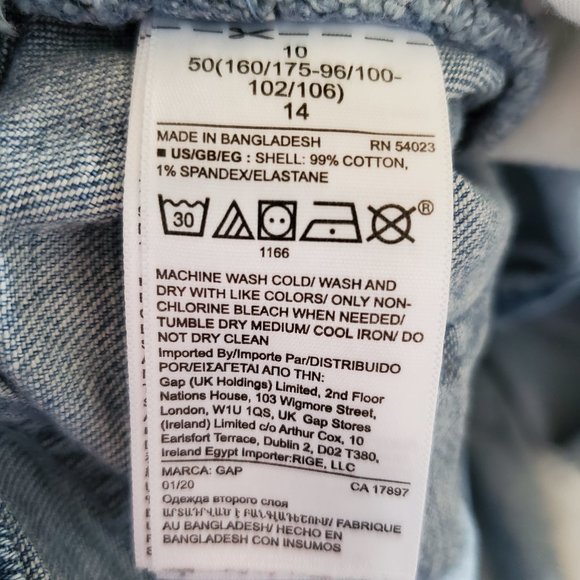 10
50(160/175-96/100-
102/106)
14
MADE IN BANGLADESH RN 54023
■ US/GB/EG : SHELL: 99% COTTON,
1% SPANDEX/ELASTANE
30 ®
1166
MACHINE WASH COLD/ WASH AND
DRY WITH LIKE COLORS/ ONLY NON-
CHLORINE BLEACH WHEN NEEDED/
TUMBLE DRY MEDIUM/ COOL IRON/ DO
NOT DRY CLEAN
Imported By/Importe Par/DISTRIBUIDO
POR/ΕΙΣΑΓΕΤΑΙ ΑΠΟ ΤΗΝ:
Gap (UK Holdings) Limited, 2nd Floor
Nations House, 103 Wigmore Street,
London, W1U 1QS, UK Gap Stores
(Ireland) Limited c/o Arthur Cox, 10
Earlsfort Terrace, Dublin 2, D02 T380,
Ireland Egypt Importer:RIGE, LLC
MARCA: GAP
01/20 CA 17897
Одежда второго слоя
ԱՐՏԱԴՐՎԱԾ Է ԲԱՆԳԼԱԴԵՇՈՒՄ/ FABRIQUE
AU BANGLADESH/ HECHO EN
BANGLADESH CON INSUMOS